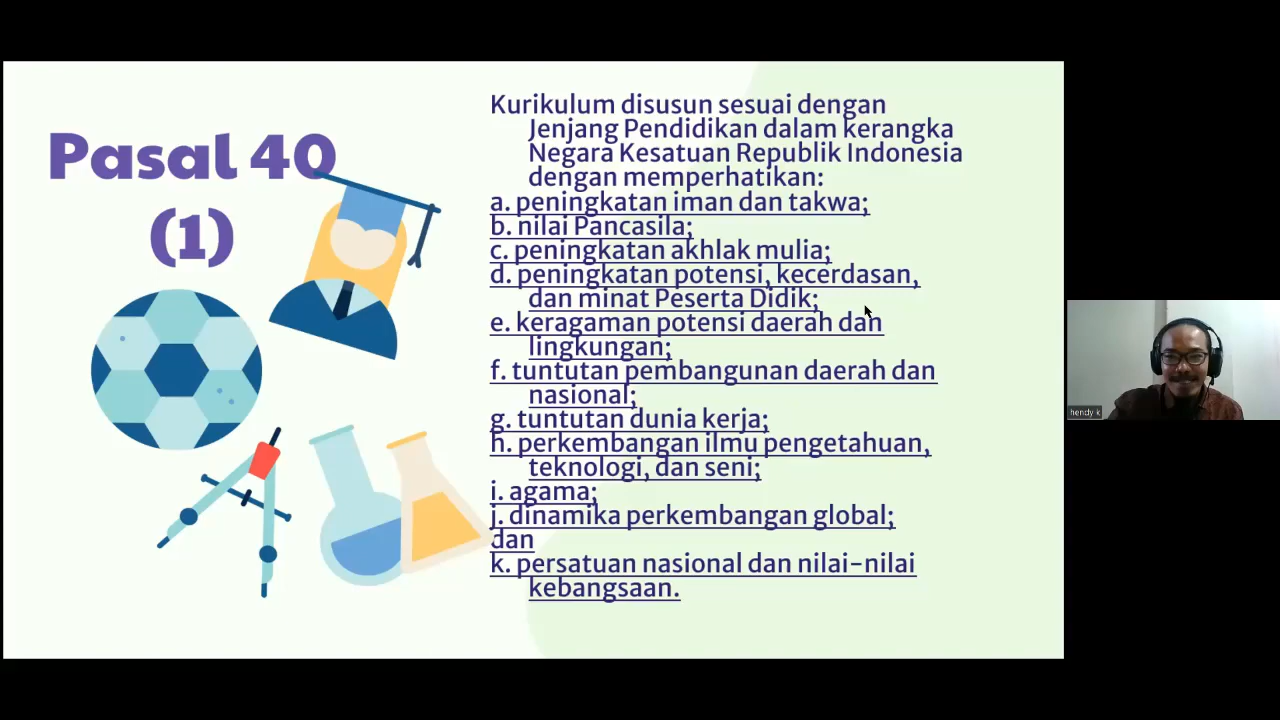 Pasal 40
(1)
Kurikulum disusun sesuai dengan
Jenjang Pendidikan dalam kerangka
Negara Kesatuan Republik Indonesia
dengan memperhatikan:
a. peningkatan iman dan takwa;
b. nilai Pancasila;
c. peningkatan akhlak mulia;
d. peningkatan potensi, kecerdasan,
dan minat Peserta Didik;
e. keragaman potensi daerah dan
lingkungan;
f. tuntutan pembangunan daerah dan
nasional;
g. tuntutan dunia kerja;
h. perkembangan ilmu pengetahuan,
teknologi, dan seni;
i. agama;
j. dinamika perkembangan global;
dan
k. persatuan nasional dan nilai-nilai
kebangsaan.
hendy k